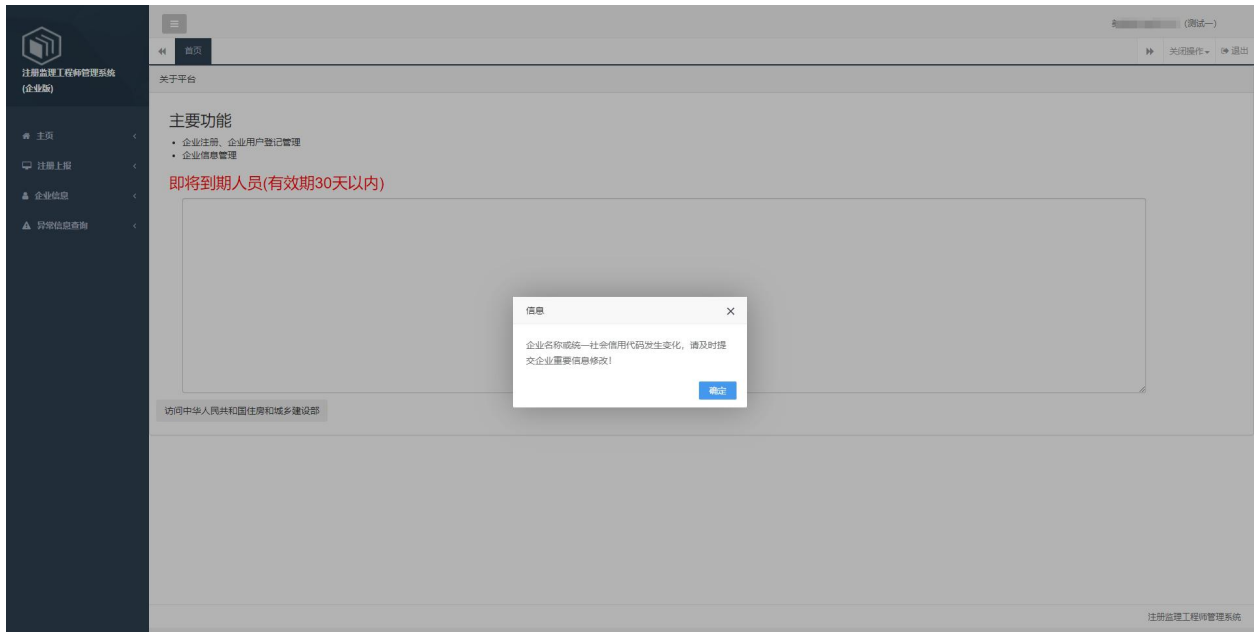 (测试一)
首页
关闭操作
退出
注册监理工程师管理系统
(企业版)
关于平台
主页
注册上报
企业信息
异常信息查询
主要功能
• 企业注册、企业用户登记管理
• 企业信息管理
即将到期人员(有效期30天以内)
信息
企业名称或统一社会信用代码发生变化，请及时提
交企业重要信息修改！
确定
访问中华人民共和国住房和城乡建设部
注册监理工程师管理系统